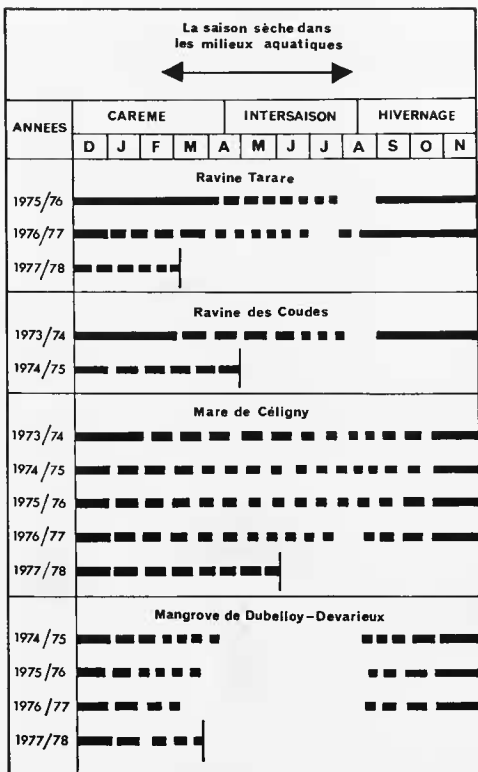 La saison sèche dans
les milieux aquatiques
ANNEES
CAREME INTERSAISON HIVERNAGE
D J F M A M J J A S O N
Ravine Tarare
1975/76
1976/77
1977/78
Ravine des Coudes
1973/74
1974/75
Mare de Céligny
1973/74
1974/75
1975/76
1976/77
1977/78
Mangrove de Dubelloy-Devarieux
1974/75
1975/76
1976/77
1977/78